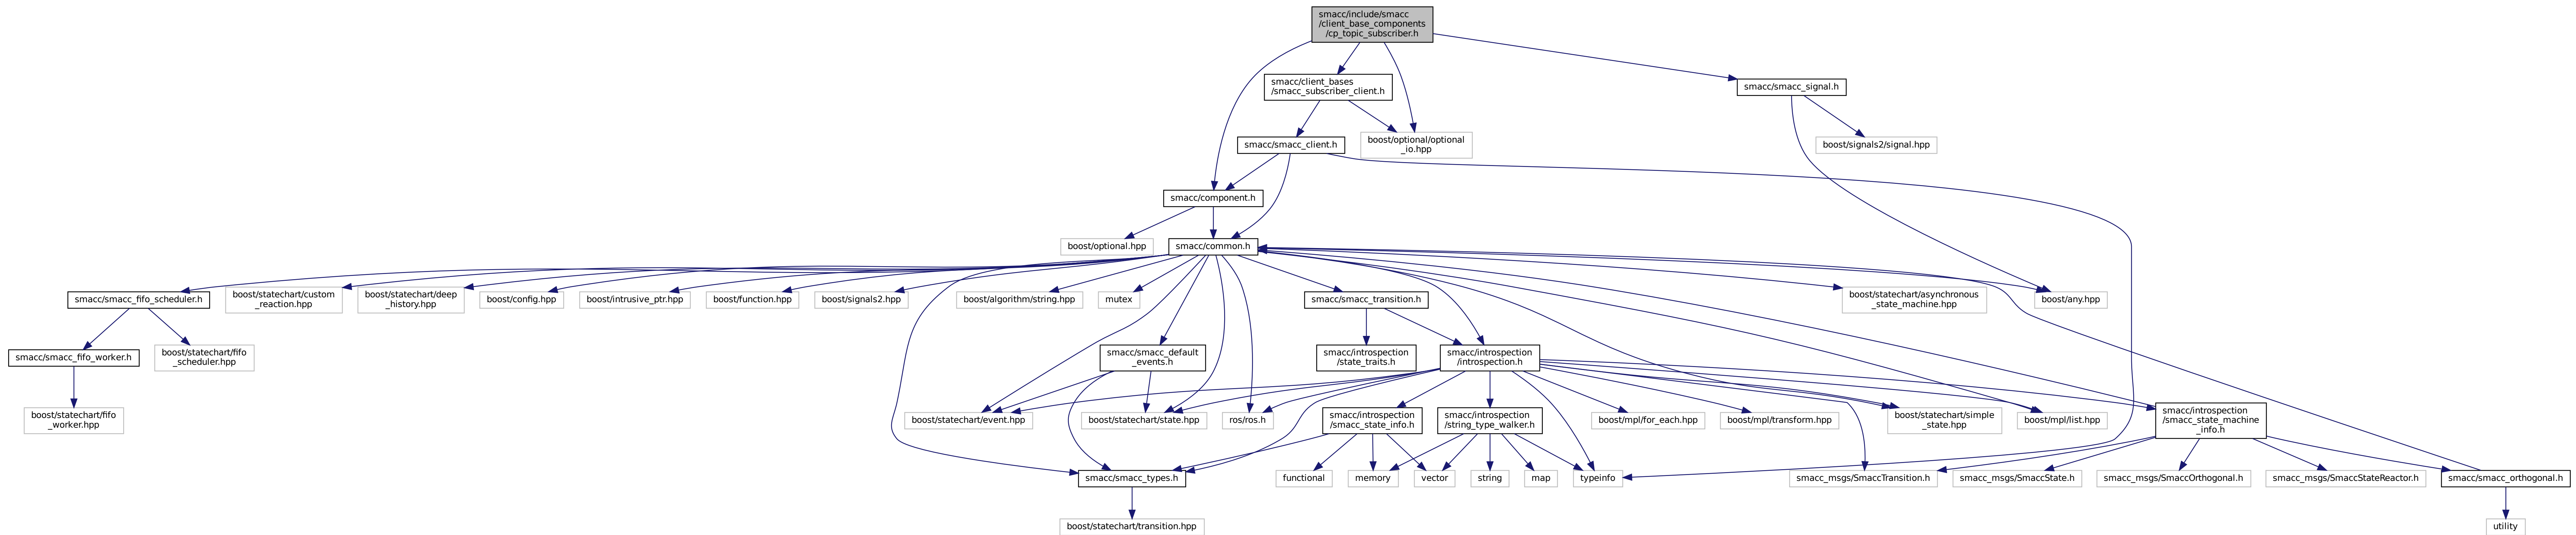 smacc/include/smacc
/client_base_components
/cp_topic_subscriber.h
smacc/client_bases
/smacc_subscriber_client.h
smacc/smacc_signal.h
smacc/smacc_client.h
boost/optional/optional
_io.hpp
boost/signals2/signal.hpp
smacc/component.h
boost/optional.hpp
smacc/common.h
smacc/smacc_fifo_scheduler.h
boost/statechart/custom
_reaction.hpp
boost/statechart/deep
_history.hpp
boost/config.hpp
boost/intrusive_ptr.hpp
boost/function.hpp
boost/signals2.hpp
boost/algorithm/string.hpp
mutex
smacc/smacc_transition.h
boost/statechart/asynchronous
_state_machine.hpp
boost/any.hpp
smacc/smacc_fifo_worker.h
boost/statechart/fifo
_scheduler.hpp
smacc/smacc_default
_events.h
smacc/introspection
/state_traits.h
smacc/introspection
/introspection.h
boost/statechart/fifo
_worker.hpp
boost/statechart/event.hpp
boost/statechart/state.hpp
ros/ros.h
smacc/introspection
/smacc_state_info.h
smacc/introspection
/string_type_walker.h
boost/mpl/for_each.hpp
boost/mpl/transform.hpp
boost/statechart/simple
_state.hpp
boost/mpl/list.hpp
smacc/introspection
/smacc_state_machine
_info.h
smacc/smacc_types.h
functional
memory
vector
string
map
typeinfo
smacc_msgs/SmaccTransition.h
smacc_msgs/SmaccState.h
smacc_msgs/SmaccOrthogonal.h
smacc_msgs/SmaccStateReactor.h
smacc/smacc_orthogonal.h
boost/statechart/transition.hpp
utility